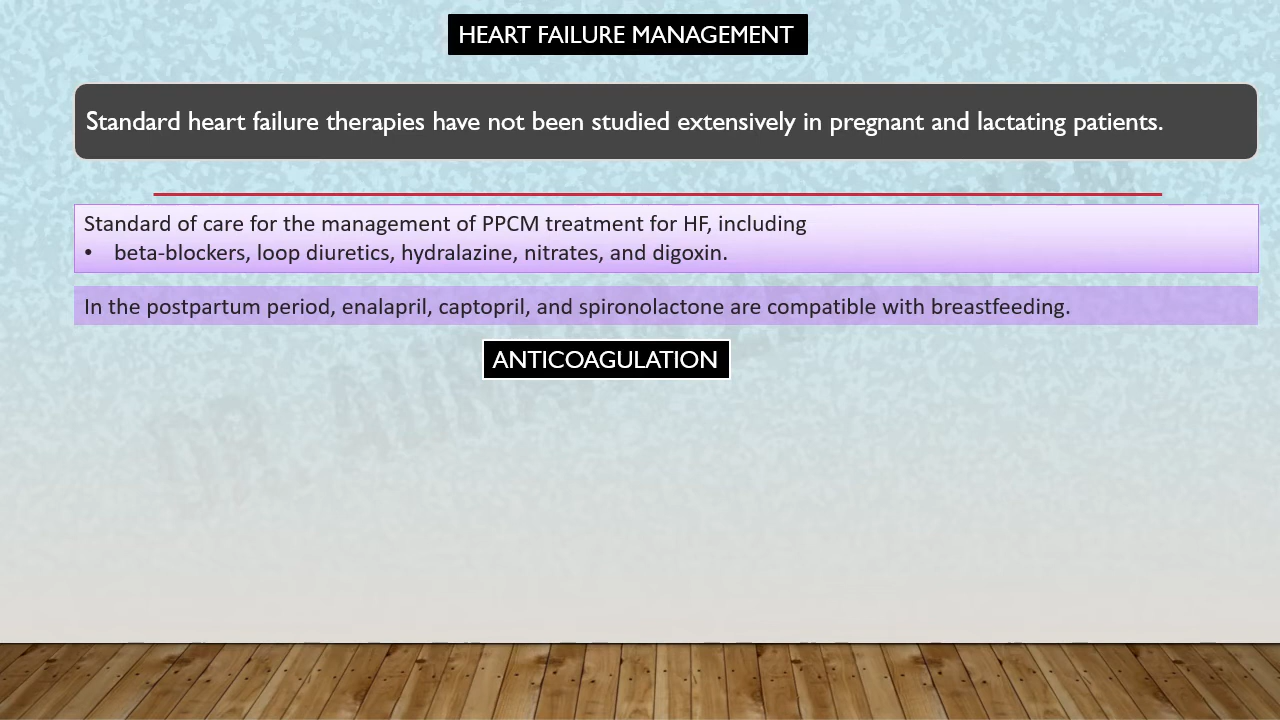 HEART FAILURE MANAGEMENT
Standard heart failure therapies have not been studied extensively in pregnant and lactating patients.
Standard of care for the management of PPCM treatment for HF, including
• beta-blockers, loop diuretics, hydralazine, nitrates, and digoxin.
In the postpartum period, enalapril, captopril, and spironolactone are compatible with breastfeeding.
ANTICOAGULATION